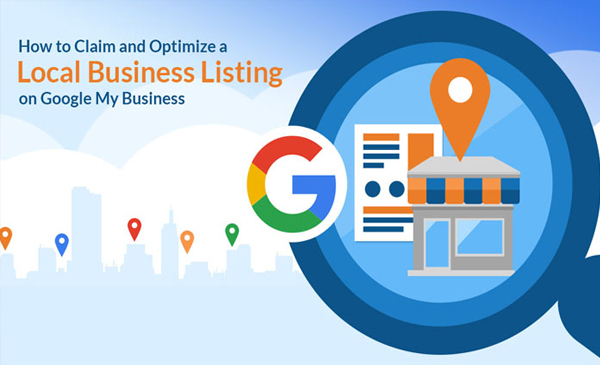 How to Claim and Optimize a
Local Business Listing
on Google My Business
G